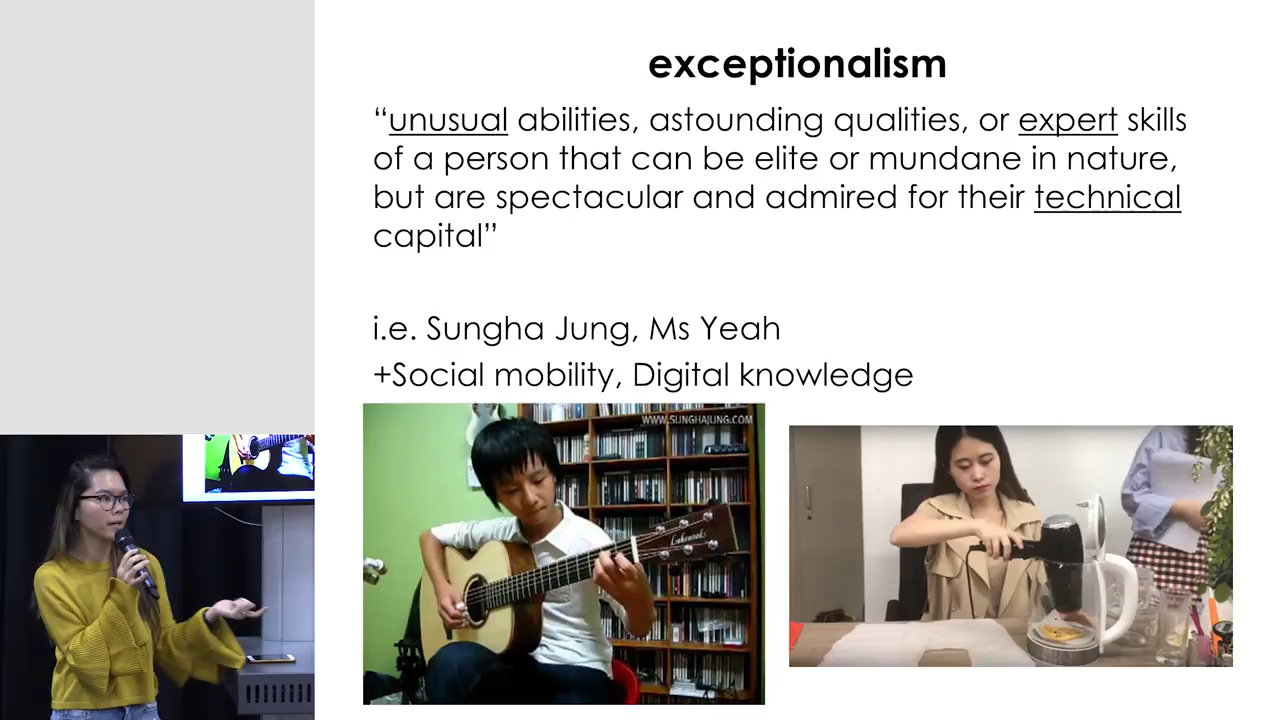 exceptionalism
“unusual abilities, astounding qualities, or expert skills
of a person that can be elite or mundane in nature,
but are spectacular and admired for their technical
capital”
i.e. Sungha Jung, Ms Yeah
+Social mobility, Digital knowledge
WWW.SUNGHAJUNG.COM
Lakewood